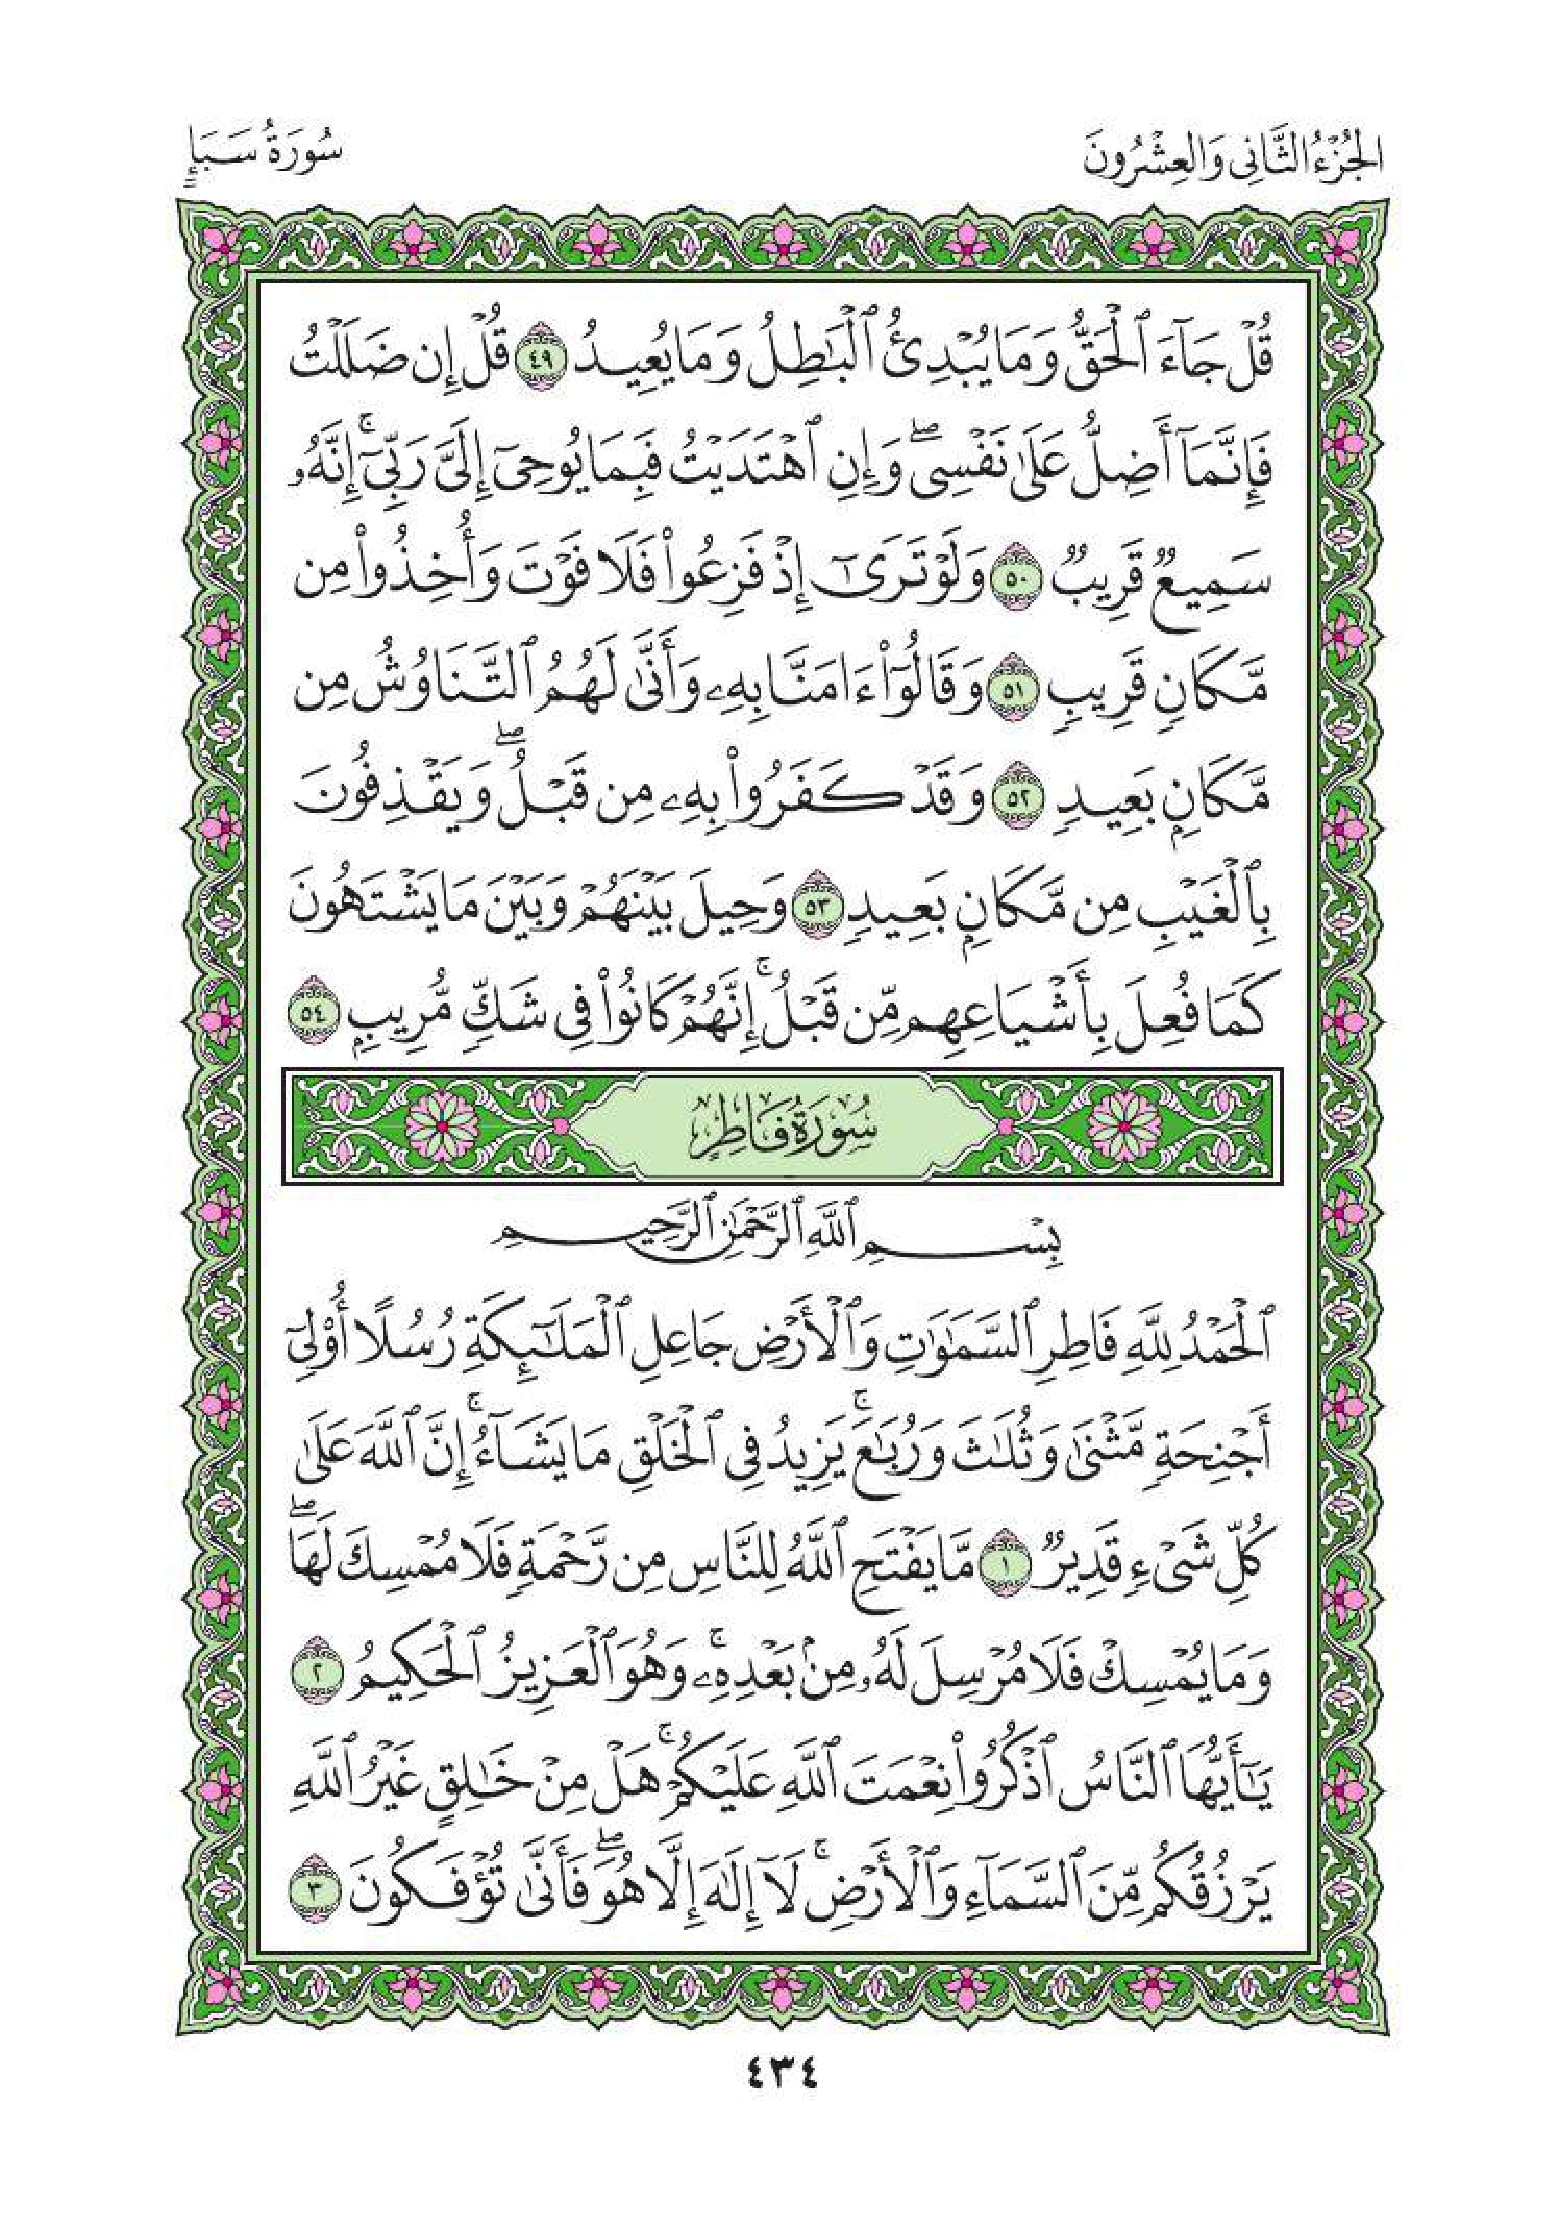 الجُزْءُ الثَّانِي وَالعِشْرُونَ
سُورَةُ سَبَإٍ
قُلْ جَآءَ ٱلْحَقُّ وَمَا يُبْدِئُ ٱلْبَٰطِلُ وَمَا يُعِيدُ ٤٩ قُلْ إِن ضَلَلْتُ
فَإِنَّمَآ أَضِلُّ عَلَىٰ نَفْسِىۖ وَإِنِ ٱهْتَدَيْتُ فَبِمَا يُوحِىٓ إِلَىَّ رَبِّىٓۚ إِنَّهُۥ
سَمِيعٌ قَرِيبٌ ٥٠ وَلَوْ تَرَىٰٓ إِذْ فَزِعُوا۟ فَلَا فَوْتَ وَأُخِذُوا۟ مِن
مَّكَانٍ قَرِيبٍ ٥١ وَقَالُوٓا۟ ءَامَنَّا بِهِۦ وَأَنَّىٰ لَهُمُ ٱلتَّنَاوُشُ مِن
مَّكَانٍۭ بَعِيدٍ ٥٢ وَقَدْ كَفَرُوا۟ بِهِۦ مِن قَبْلُۖ وَيَقْذِفُونَ
بِٱلْغَيْبِ مِن مَّكَانٍۭ بَعِيدٍ ٥٣ وَحِيلَ بَيْنَهُمْ وَبَيْنَ مَا يَشْتَهُونَ
كَمَا فُعِلَ بِأَشْيَاعِهِم مِّن قَبْلُۚ إِنَّهُمْ كَانُوا۟ فِى شَكٍّ مُّرِيبٍۭ ٥٤
سُورَةُ فَاطِرٍ
بِسْمِ ٱللَّهِ ٱلرَّحْمَٰنِ ٱلرَّحِيمِ
ٱلْحَمْدُ لِلَّهِ فَاطِرِ ٱلسَّمَٰوَٰتِ وَٱلْأَرْضِ جَاعِلِ ٱلْمَلَٰٓئِكَةِ رُسُلًا أُو۟لِىٓ
أَجْنِحَةٍ مَّثْنَىٰ وَثُلَٰثَ وَرُبَٰعَۚ يَزِيدُ فِى ٱلْخَلْقِ مَا يَشَآءُۚ إِنَّ ٱللَّهَ عَلَىٰ
كُلِّ شَىْءٍ قَدِيرٌ ١ مَّا يَفْتَحِ ٱللَّهُ لِلنَّاسِ مِن رَّحْمَةٍ فَلَا مُمْسِكَ لَهَاۖ
وَمَا يُمْسِكْ فَلَا مُرْسِلَ لَهُۥ مِنۢ بَعْدِهِۦۚ وَهُوَ ٱلْعَزِيزُ ٱلْحَكِيمُ ٢
يَٰٓأَيُّهَا ٱلنَّاسُ ٱذْكُرُوا۟ نِعْمَتَ ٱللَّهِ عَلَيْكُمْۚ هَلْ مِنْ خَٰلِقٍ غَيْرُ ٱللَّهِ
يَرْزُقُكُم مِّنَ ٱلسَّمَآءِ وَٱلْأَرْضِۚ لَآ إِلَٰهَ إِلَّا هُوَۖ فَأَنَّىٰ تُؤْفَكُونَ ٣
٤٣٤